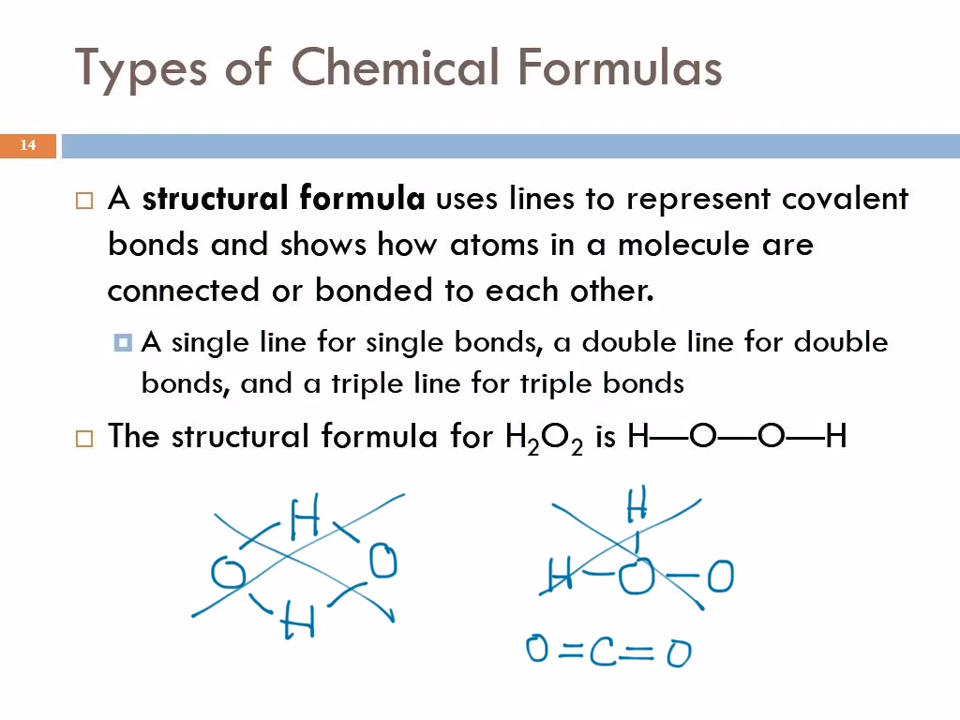 Types of Chemical Formulas
14
A structural formula uses lines to represent covalent
bonds and shows how atoms in a molecule are
connected or bonded to each other.
A single line for single bonds, a double line for double
bonds, and a triple line for triple bonds
The structural formula for H₂O₂ is H—O—O—H
H
O O
H
H
H—O—O
O=C=O